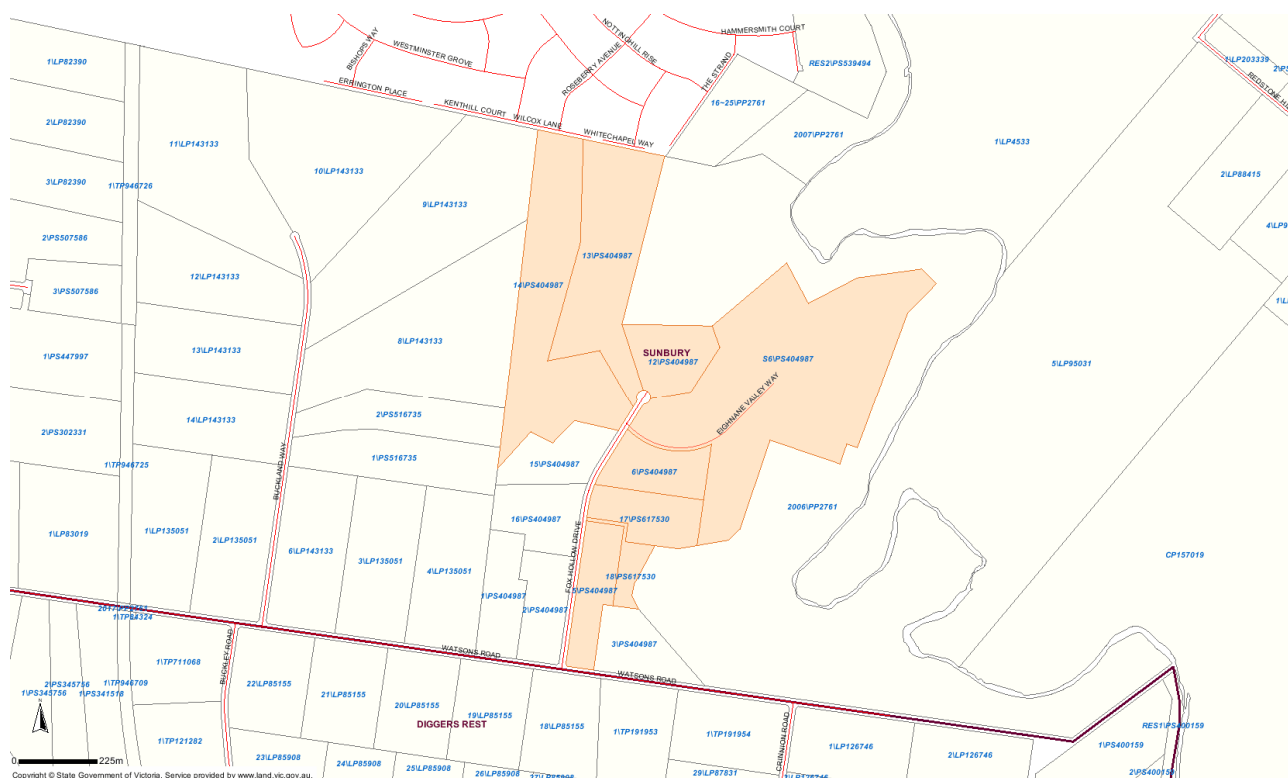 HAMMERSMITH COURT
NOTTINGHILL RISE
BISHOPS WAY
WESTMINSTER GROVE
ROSEBERRY AVENUE
THE STRAND
RES2\PS539494
1\LP82390
1\LP203339
REDSTONE HI
ERRINGTON PLACE
KENTHILL COURT
WILCOX LANE
WHITECHAPEL WAY
16~25\PP2761
2\LP82390
2007\PP2761
1\LP4533
11\LP143133
10\LP143133
2\LP88415
3\LP82390
1\TP946726
9\LP143133
2\PS507586
13\PS404987
12\LP143133
14\PS404987
3\PS507586
8\LP143133
SUNBURY
12\PS404987
S6\PS404987
5\LP95031
1\PS447997
13\LP143133
EIGHNANE VALLEY WAY
2\PS516735
14\LP143133
2\PS302331
1\PS516735
1\TP946725
15\PS404987
6\PS404987
BUCKLAND WAY
2006\PP2761
16\PS404987
17\PS617530
1\LP83019
1\LP135051
2\LP135051
6\LP143133
3\LP135051
4\LP135051
FOX HOLLOW DRIVE
CP157019
18\PS617530
5\PS404987
1\PS404987
2\PS404987
1\TP84324
3\PS404987
WATSONS ROAD
WATSONS ROAD
BUCKLEY ROAD
1\TP711068
22\LP85155
21\LP85155
20\LP85155
19\LP85155
18\LP85155
1\TP191953
1\TP191954
CRINNION ROAD
1\TP946709
2\PS345756
1\PS345756
1\PS341518
DIGGERS REST
RES1\PS400159
1\PS400159
1\LP126746
2\LP126746
1\TP121282
23\LP85908
24\LP85908
25\LP85908
26\LP85908
29\LP87831
2\PS400159
0
225m
Copyright © State Government of Victoria. Service provided by www.land.vic.gov.au.